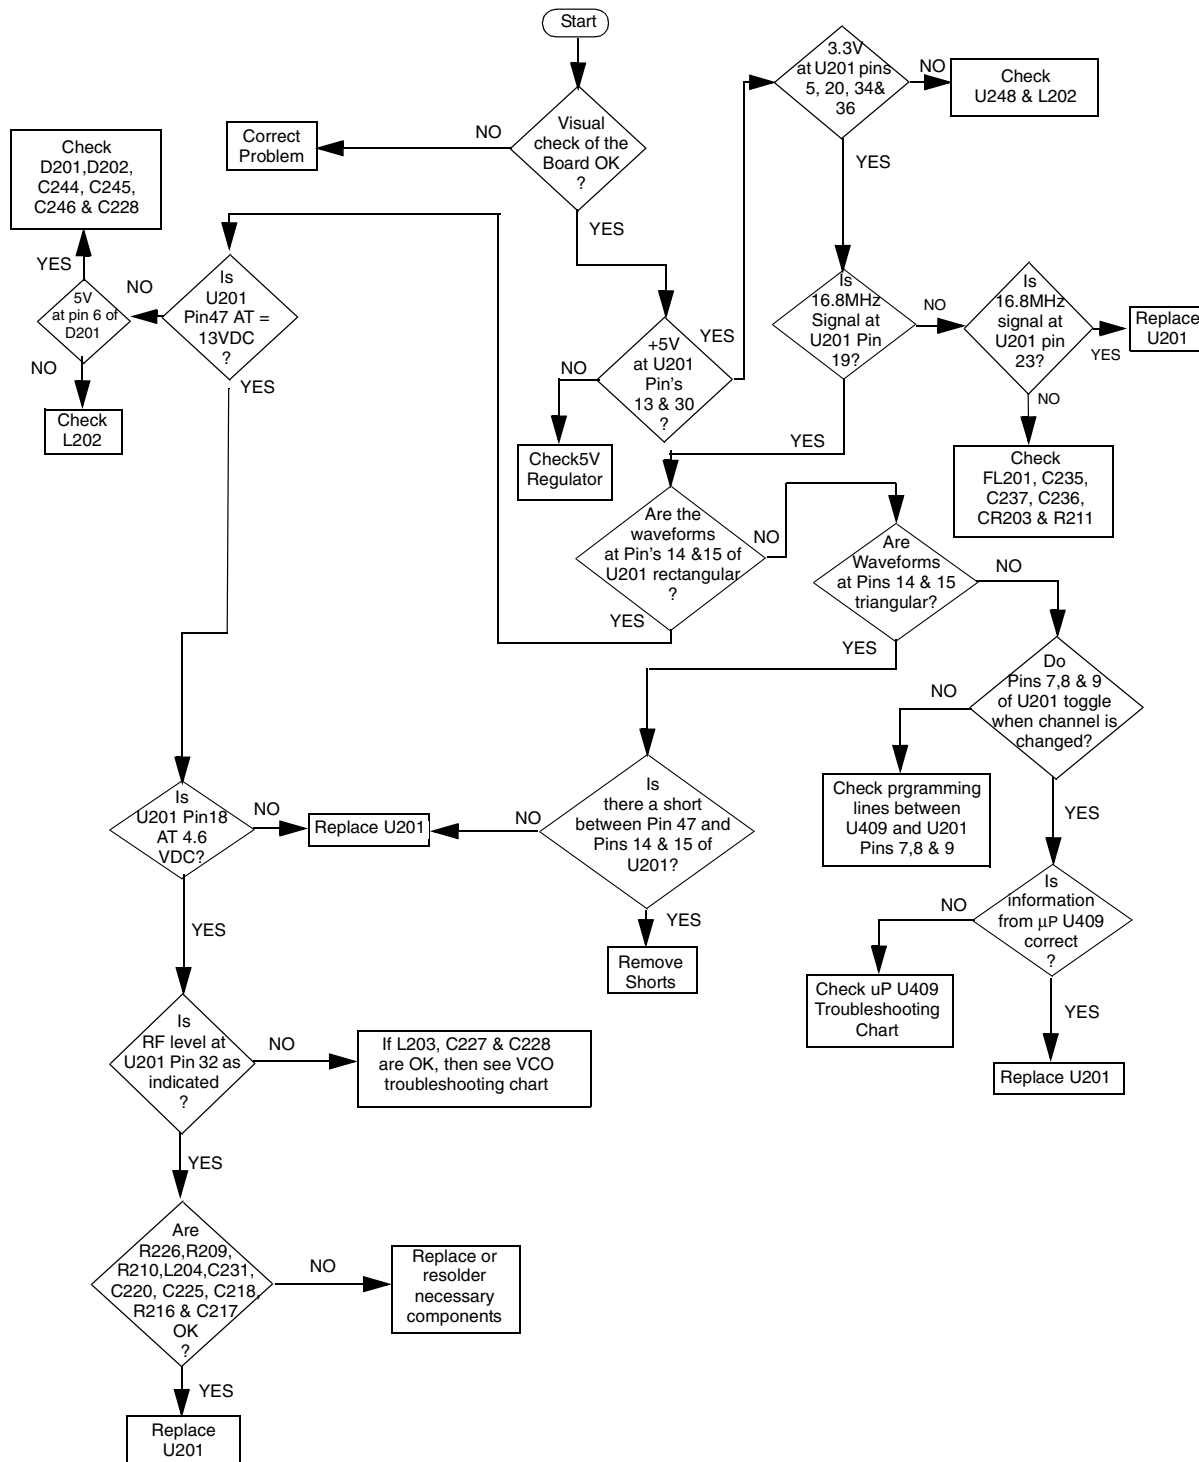 Start
Visual
check of the
Board OK
?
NO
Correct
Problem
YES
+5V
at U201
Pin's
13 & 30
?
NO
Check5V
Regulator
YES
3.3V
at U201 pins
5, 20, 34&
36
NO
Check
U248 & L202
YES
Is
16.8MHz
Signal at
U201 Pin
19?
NO
Is
16.8MHz
signal at
U201 pin
23?
YES
Replace
U201
NO
Check
FL201, C235,
C237, C236,
CR203 & R211
YES
Are the
waveforms
at Pin's 14 &15 of
U201 rectangular
?
NO
Are
Waveforms
at Pins 14 & 15
triangular?
NO
Do
Pins 7,8 & 9
of U201 toggle
when channel is
changed?
NO
Check prgramming
lines between
U409 and U201
Pins 7,8 & 9
YES
Is
information
from µP U409
correct
?
NO
Check uP U409
Troubleshooting
Chart
YES
Replace U201
YES
Is
there a short
between Pin 47 and
Pins 14 & 15 of
U201?
NO
Replace U201
YES
Remove
Shorts
YES
Is
U201
Pin47 AT =
13VDC
?
NO
5V
at pin 6 of
D201
YES
Check
D201,D202,
C244, C245,
C246 & C228
NO
Check
L202
YES
Is
U201 Pin18
AT 4.6
VDC?
NO
YES
Is
RF level at
U201 Pin 32 as
indicated
?
NO
If L203, C227 & C228
are OK, then see VCO
troubleshooting chart
YES
Are
R226,R209,
R210,L204,C231,
C220, C225, C218,
R216 & C217
OK
?
NO
Replace or
resolder
necessary
components
YES
Replace
U201